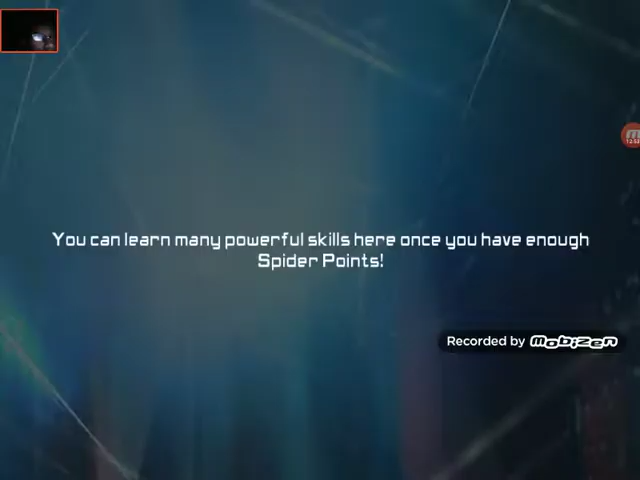 You can learn many powerful skills here once you have enough
Spider Points!
Recorded by mobizen